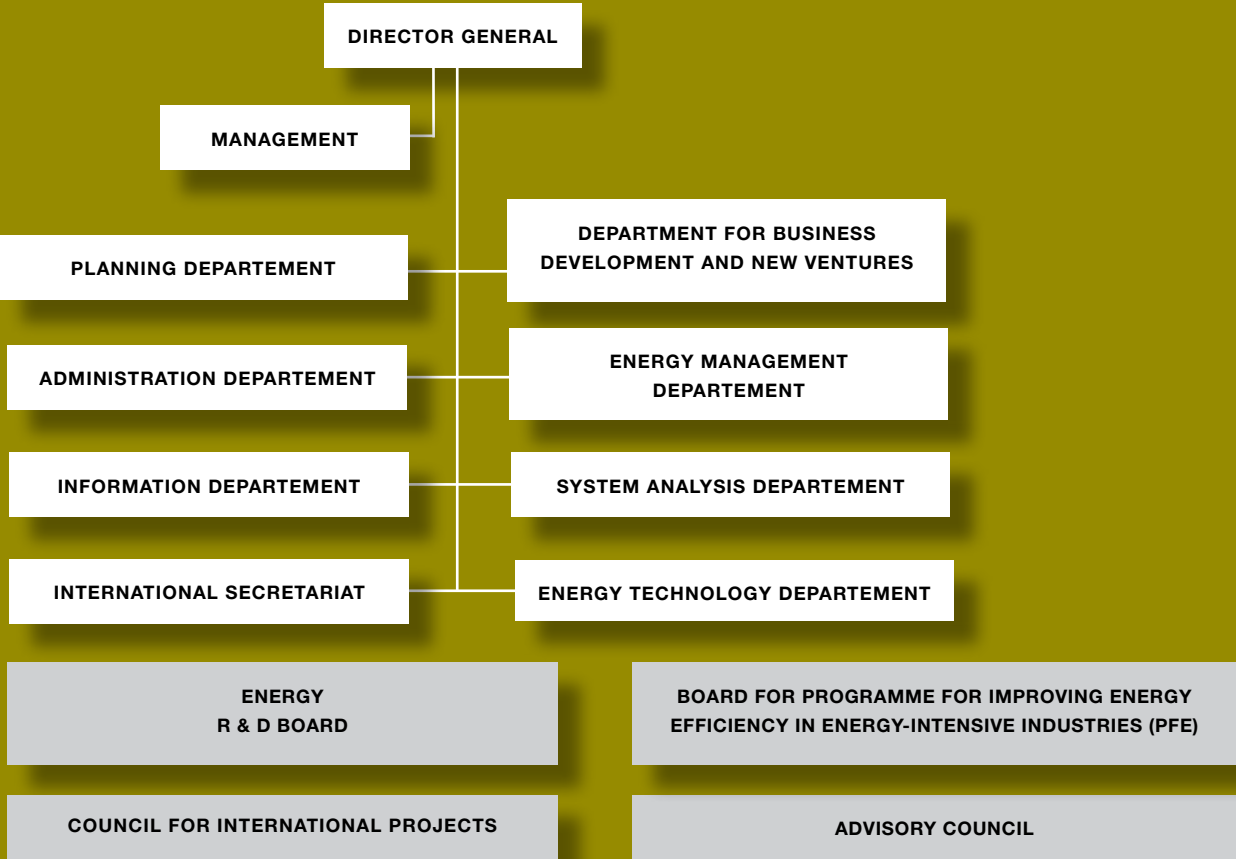 DIRECTOR GENERAL
MANAGEMENT
PLANNING DEPARTEMENT
DEPARTMENT FOR BUSINESS
DEVELOPMENT AND NEW VENTURES
ADMINISTRATION DEPARTEMENT
ENERGY MANAGEMENT
DEPARTEMENT
INFORMATION DEPARTEMENT
SYSTEM ANALYSIS DEPARTEMENT
INTERNATIONAL SECRETARIAT
ENERGY TECHNOLOGY DEPARTEMENT
ENERGY
R & D BOARD
BOARD FOR PROGRAMME FOR IMPROVING ENERGY
EFFICIENCY IN ENERGY-INTENSIVE INDUSTRIES (PFE)
COUNCIL FOR INTERNATIONAL PROJECTS
ADVISORY COUNCIL